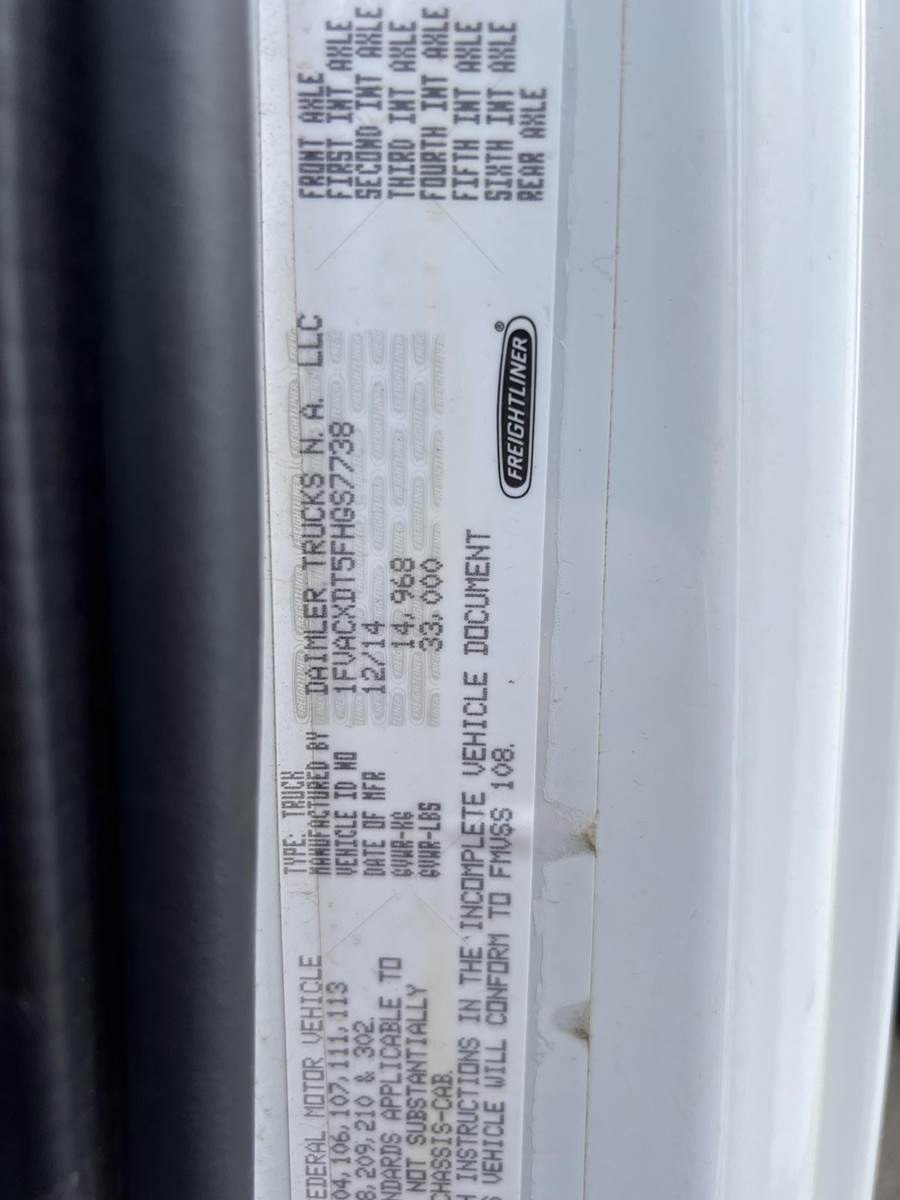 EDERAL MOTOR VEHICLE
04, 106, 107, 111, 113
8, 209, 210 & 302.
NDARDS APPLICABLE TO
NOT SUBSTANTIALLY
CHASSIS-CAB.
TYPE: TRUCK
MANUFACTURED BY DAIMLER TRUCKS N. A. LLC
VEHICLE ID NO 1FVACXDT5FHGS7738
DATE OF MFR 12/14
GVWR-KG 14,968
GVWR-LBS 33,000
H INSTRUCTIONS IN THE INCOMPLETE VEHICLE DOCUMENT
S VEHICLE WILL CONFORM TO FMVSS 108.
FREIGHTLINER®
FRONT AXLE
FIRST INT AXLE
SECOND INT AXLE
THIRD INT AXLE
FOURTH INT AXLE
FIFTH INT AXLE
SIXTH INT AXLE
REAR AXLE